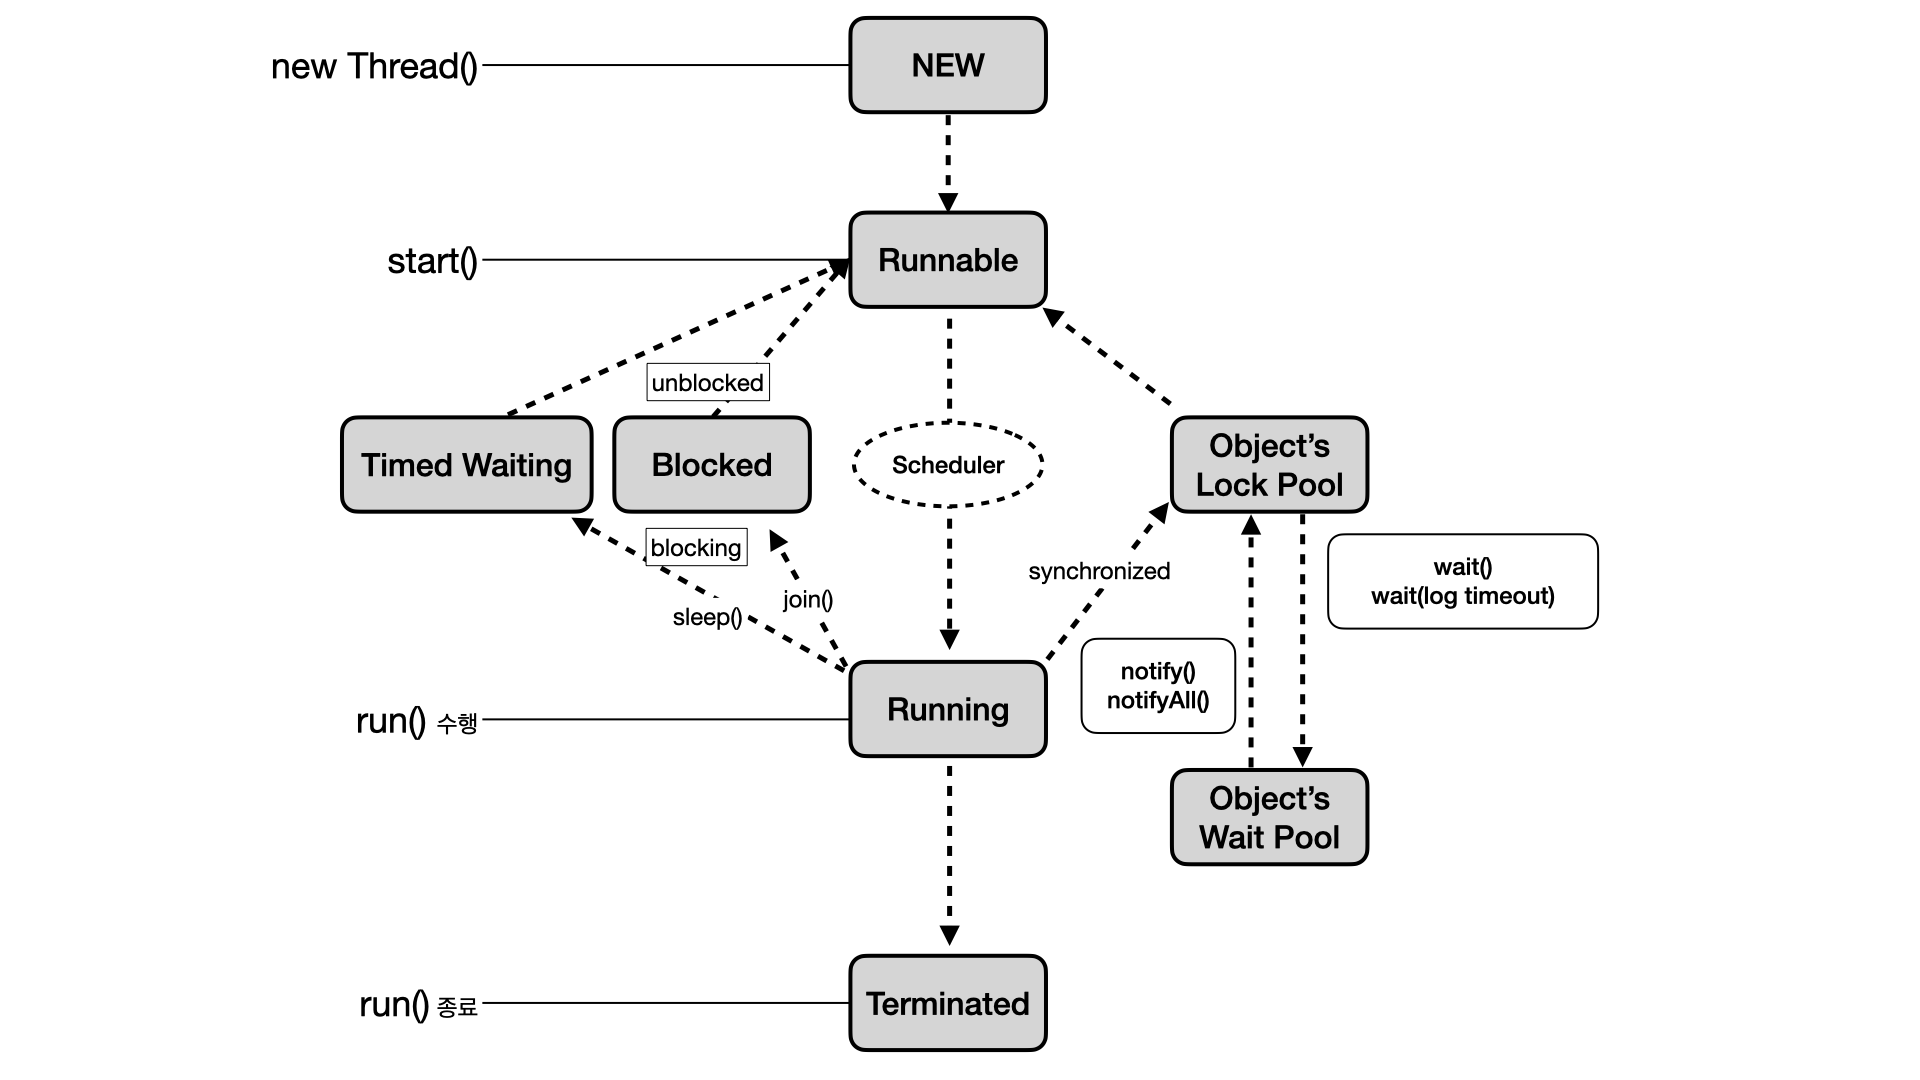 new Thread()
NEW
start()
Runnable
unblocked
Timed Waiting
Blocked
Scheduler
Object’s
Lock Pool
blocking
sleep()
join()
synchronized
wait()
wait(log timeout)
notify()
notifyAll()
run() 수행
Running
Object’s
Wait Pool
run() 종료
Terminated